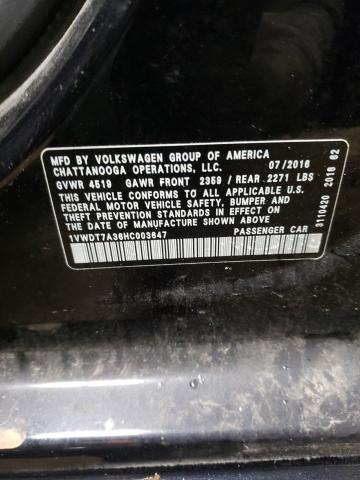 MFD BY VOLKSWAGEN GROUP OF AMERICA
CHATTANOOGA OPERATIONS, LLC. 07/2016
GVWR 4519 GAWR FRONT 2359 / REAR 2271 LBS
THIS VEHICLE CONFORMS TO ALL APPLICABLE U.S.
FEDERAL MOTOR VEHICLE SAFETY, BUMPER AND
THEFT PREVENTION STANDARDS IN EFFECT ON
THE DATE OF MANUFACTURE SHOWN ABOVE
1VWDT7A36HC003647 PASSENGER CAR
3110420 2016 02